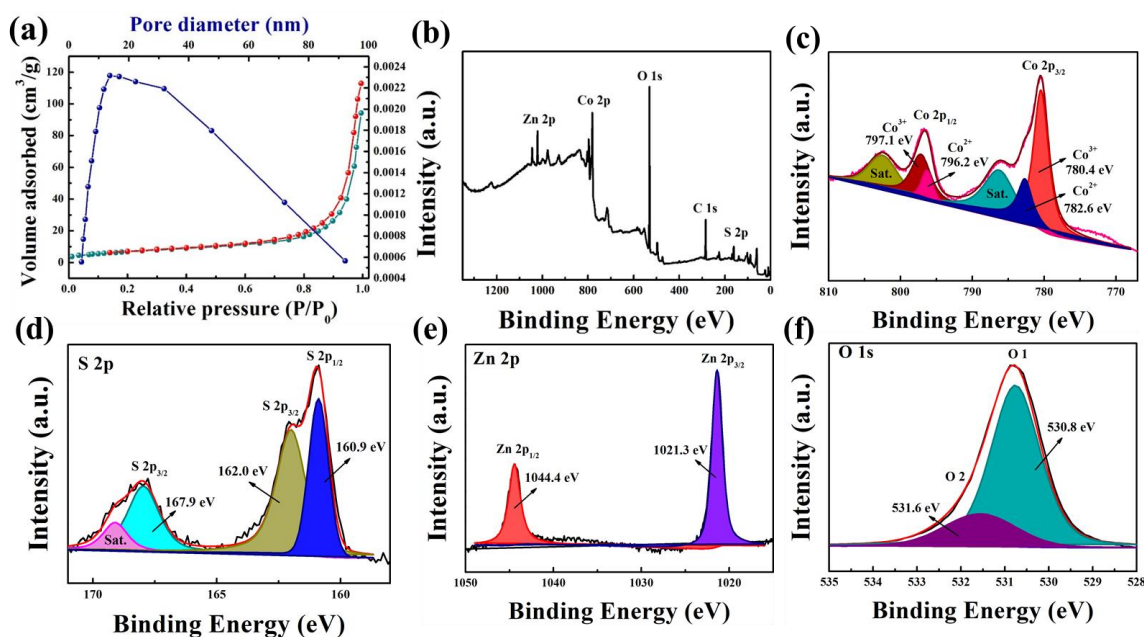 (a)
Pore diameter (nm)
0 20 40 60 80 100
Volume adsorbed (cm³/g)
120
100
80
60
40
20
0
0.0024
0.0021
0.0018
0.0015
0.0012
0.0010
0.0008
0.0006
0.0004
0.0 0.2 0.4 0.6 0.8 1.0
Relative pressure (P/P₀)
(b)
Intensity (a.u.)
Zn 2p
Co 2p
O 1s
C 1s
S 2p
1200 1000 800 600 400 200 0
Binding Energy (eV)
(c)
Intensity (a.u.)
Co 2p₃/₂
Co³⁺
797.1 eV
Co 2p₁/₂
Co²⁺
796.2 eV
Sat.
Sat.
Co³⁺
780.4 eV
Co²⁺
782.6 eV
810 800 790 780 770
Binding Energy (eV)
(d)
S 2p
Intensity (a.u.)
S 2p₁/₂
S 2p₃/₂
162.0 eV
160.9 eV
S 2p₃/₂
167.9 eV
Sat.
170 165 160
Binding Energy (eV)
(e)
Zn 2p
Intensity (a.u.)
Zn 2p₃/₂
1021.3 eV
Zn 2p₁/₂
1044.4 eV
1050 1040 1030 1020
Binding Energy (eV)
(f)
O 1s
Intensity (a.u.)
O 1
530.8 eV
O 2
531.6 eV
535 534 533 532 531 530 529 528
Binding Energy (eV)